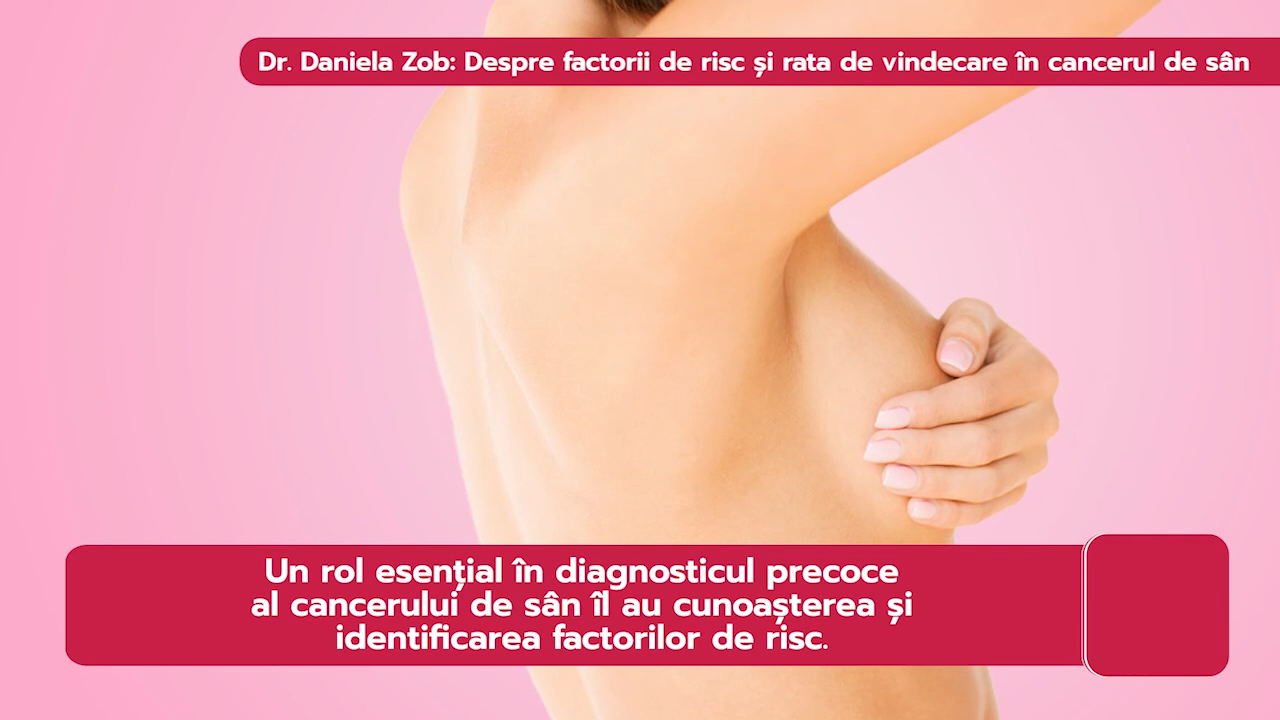 Dr. Daniela Zob: Despre factorii de risc și rata de vindecare în cancerul de sân
Un rol esențial în diagnosticul precoce
al cancerului de sân îl au cunoașterea și
identificarea factorilor de risc.